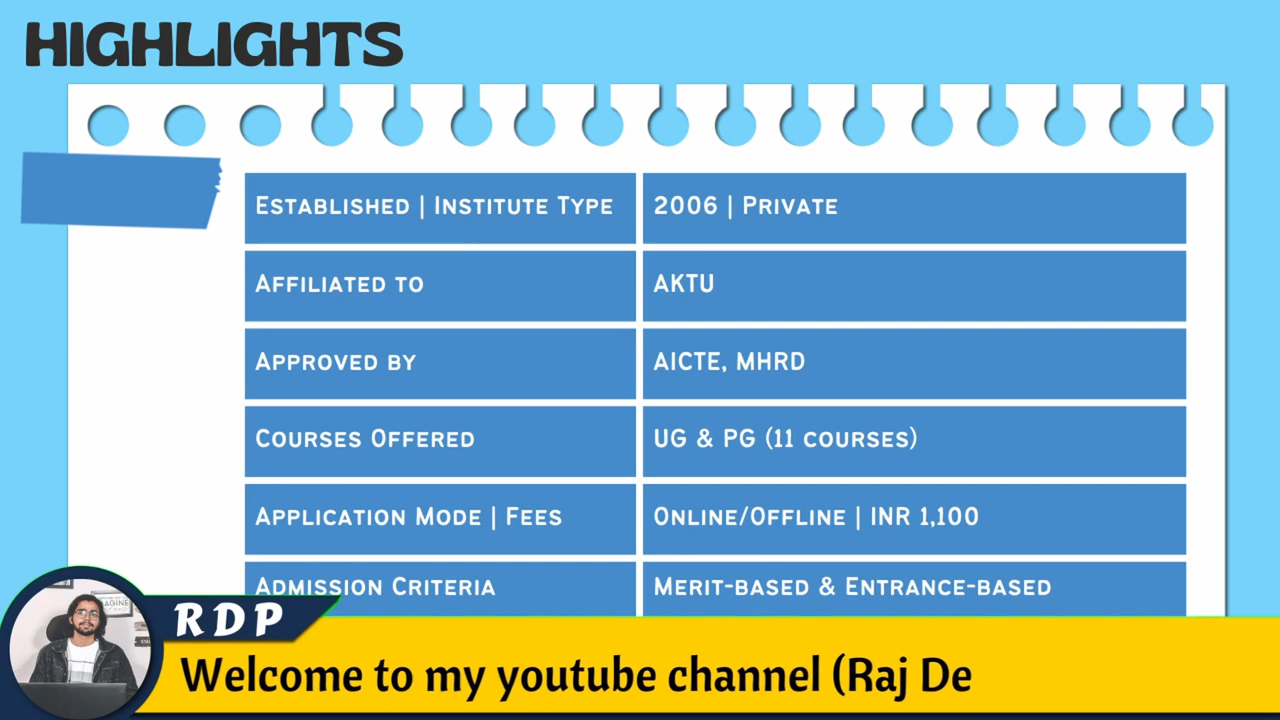 HIGHLIGHTS
Established | Institute Type 2006 | Private
Affiliated to AKTU
Approved by AICTE, MHRD
Courses Offered UG & PG (11 courses)
Application Mode | Fees Online/Offline | INR 1,100
Admission Criteria Merit-based & Entrance-based
RDP
Welcome to my youtube channel (Raj De